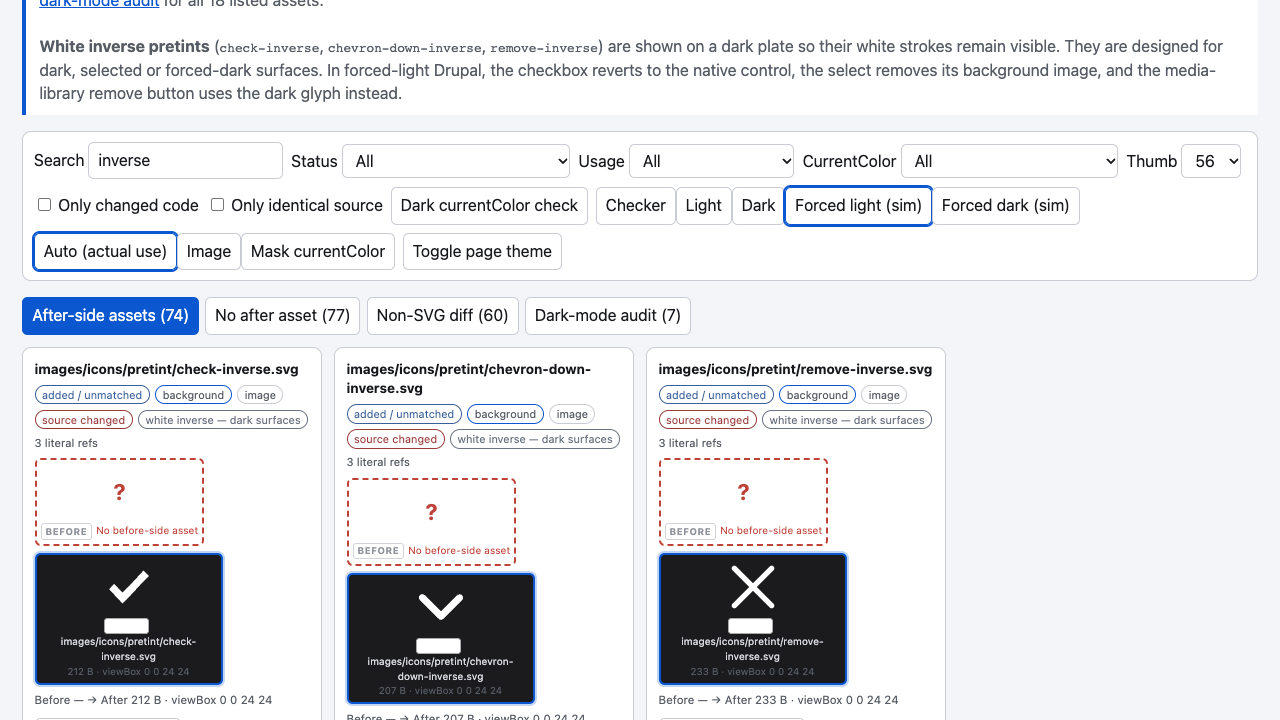 dark-mode audit for all 18 listed assets.
White inverse pretints (check-inverse, chevron-down-inverse, remove-inverse) are shown on a dark plate so their white strokes remain visible. They are designed for
dark, selected or forced-dark surfaces. In forced-light Drupal, the checkbox reverts to the native control, the select removes its background image, and the media-
library remove button uses the dark glyph instead.
Search inverse Status All Usage All CurrentColor All Thumb 56
Only changed code Only identical source Dark currentColor check Checker Light Dark Forced light (sim) Forced dark (sim)
Auto (actual use) Image Mask currentColor Toggle page theme
After-side assets (74) No after asset (77) Non-SVG diff (60) Dark-mode audit (7)
images/icons/pretint/check-inverse.svg
added / unmatched background image
source changed white inverse — dark surfaces
3 literal refs
?
BEFORE No before-side asset
images/icons/pretint/check-
inverse.svg
212 B · viewBox 0 0 24 24
Before — → After 212 B · viewBox 0 0 24 24
images/icons/pretint/chevron-down-
inverse.svg
added / unmatched background image
source changed white inverse — dark surfaces
3 literal refs
?
BEFORE No before-side asset
images/icons/pretint/chevron-
down-inverse.svg
207 B · viewBox 0 0 24 24
Before — → After 207 B · viewBox 0 0 24 24
images/icons/pretint/remove-inverse.svg
added / unmatched background image
source changed white inverse — dark surfaces
3 literal refs
?
BEFORE No before-side asset
images/icons/pretint/remove-
inverse.svg
233 B · viewBox 0 0 24 24
Before — → After 233 B · viewBox 0 0 24 24